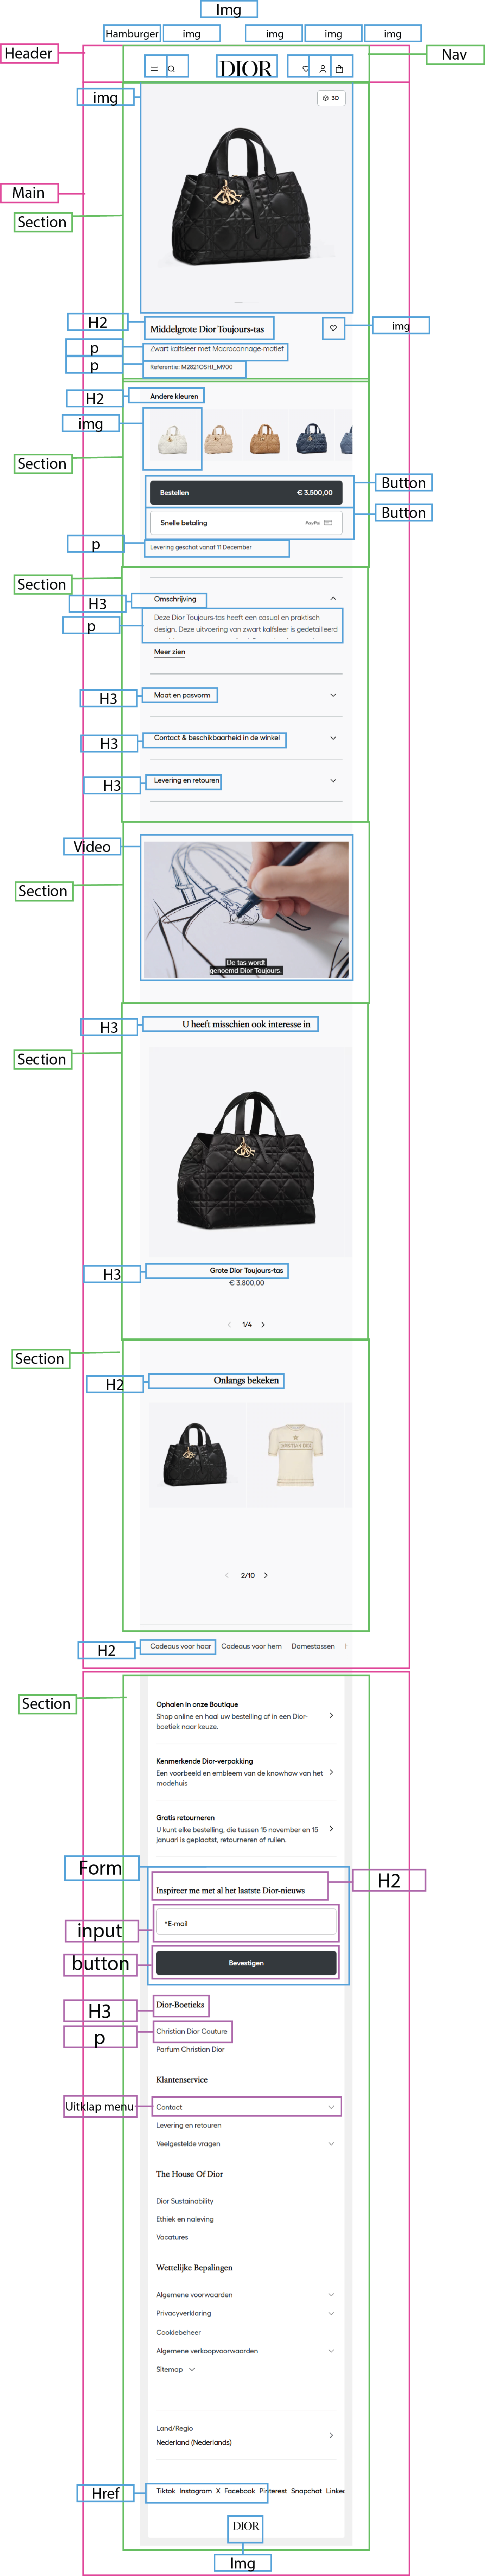 Img
Hamburger img img img img
Header
Nav
DIOR
img
3D
Main
Section
H2
Middelgrote Dior Toujours-tas
img
p
Zwart kalfsleer met Macrocannage-motief
p
Referentie: M2821OSHJ_M900
H2
Andere kleuren
img
Section
Bestellen € 3.500,00
Button
Snelle betaling PayPal
Button
p
Levering geschat vanaf 11 December
Section
H3
Omschrijving
p
Deze Dior Toujours-tas heeft een casual en praktisch
design. Deze uitvoering van zwart kalfsleer is gedetailleerd
Meer zien
H3
Maat en pasvorm
H3
Contact & beschikbaarheid in de winkel
H3
Levering en retouren
Video
Section
De tas wordt
genoemd Dior Toujours.
H3
U heeft misschien ook interesse in
Section
H3
Grote Dior Toujours-tas
€ 3.800,00
1/4
Section
H2
Onlangs bekeken
CHRISTIAN DIOR
2/10
H2
Cadeaus voor haar Cadeaus voor hem Damestassen
Section
Ophalen in onze Boutique
Shop online en haal uw bestelling af in een Dior-
boetiek naar keuze.
Kenmerkende Dior-verpakking
Een voorbeeld en embleem van de knowhow van het
modehuis
Gratis retourneren
U kunt elke bestelling, die tussen 15 november en 15
januari is geplaatst, retourneren of ruilen.
Form
H2
Inspireer me met al het laatste Dior-nieuws
input
*E-mail
button
Bevestigen
H3
Dior-Boetieks
p
Christian Dior Couture
Parfum Christian Dior
Klantenservice
Uitklap menu
Contact
Levering en retouren
Veelgestelde vragen
The House Of Dior
Dior Sustainability
Ethiek en naleving
Vacatures
Wettelijke Bepalingen
Algemene voorwaarden
Privacyverklaring
Cookiebeheer
Algemene verkoopvoorwaarden
Sitemap
Land/Regio
Nederland (Nederlands)
Href
Tiktok Instagram X Facebook Pinterest Snapchat Linked
DIOR
Img